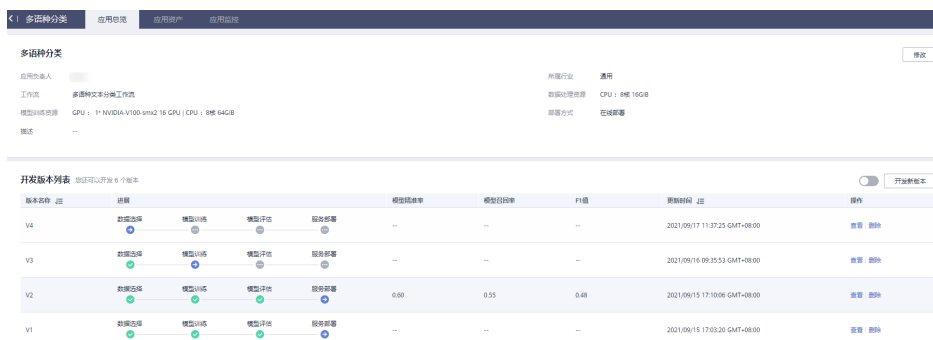 多语种分类 应用总览 应用资产 应用监控
多语种分类 修改
应用负责人 所属行业 通用
工作流 多语种文本分类工作流 数据处理资源 CPU： 8核 16GiB
模型训练资源 GPU： 1* NVIDIA-V100-smx2 16 GPU | CPU： 8核 64GiB 部署方式 在线部署
描述 --
开发版本列表 您还可以开发 6 个版本 开发新版本
版本名称 进展 模型精准率 模型召回率 F1值 更新时间 操作
数据选择 模型训练 模型评估 服务部署
V4 -- -- -- 2021/09/17 11:37:25 GMT+08:00 查看 | 删除
数据选择 模型训练 模型评估 服务部署
V3 -- -- -- 2021/09/16 09:35:53 GMT+08:00 查看 | 删除
数据选择 模型训练 模型评估 服务部署
V2 0.60 0.55 0.48 2021/09/15 17:10:06 GMT+08:00 查看 | 删除
数据选择 模型训练 模型评估 服务部署
V1 -- -- -- 2021/09/15 17:03:20 GMT+08:00 查看 | 删除